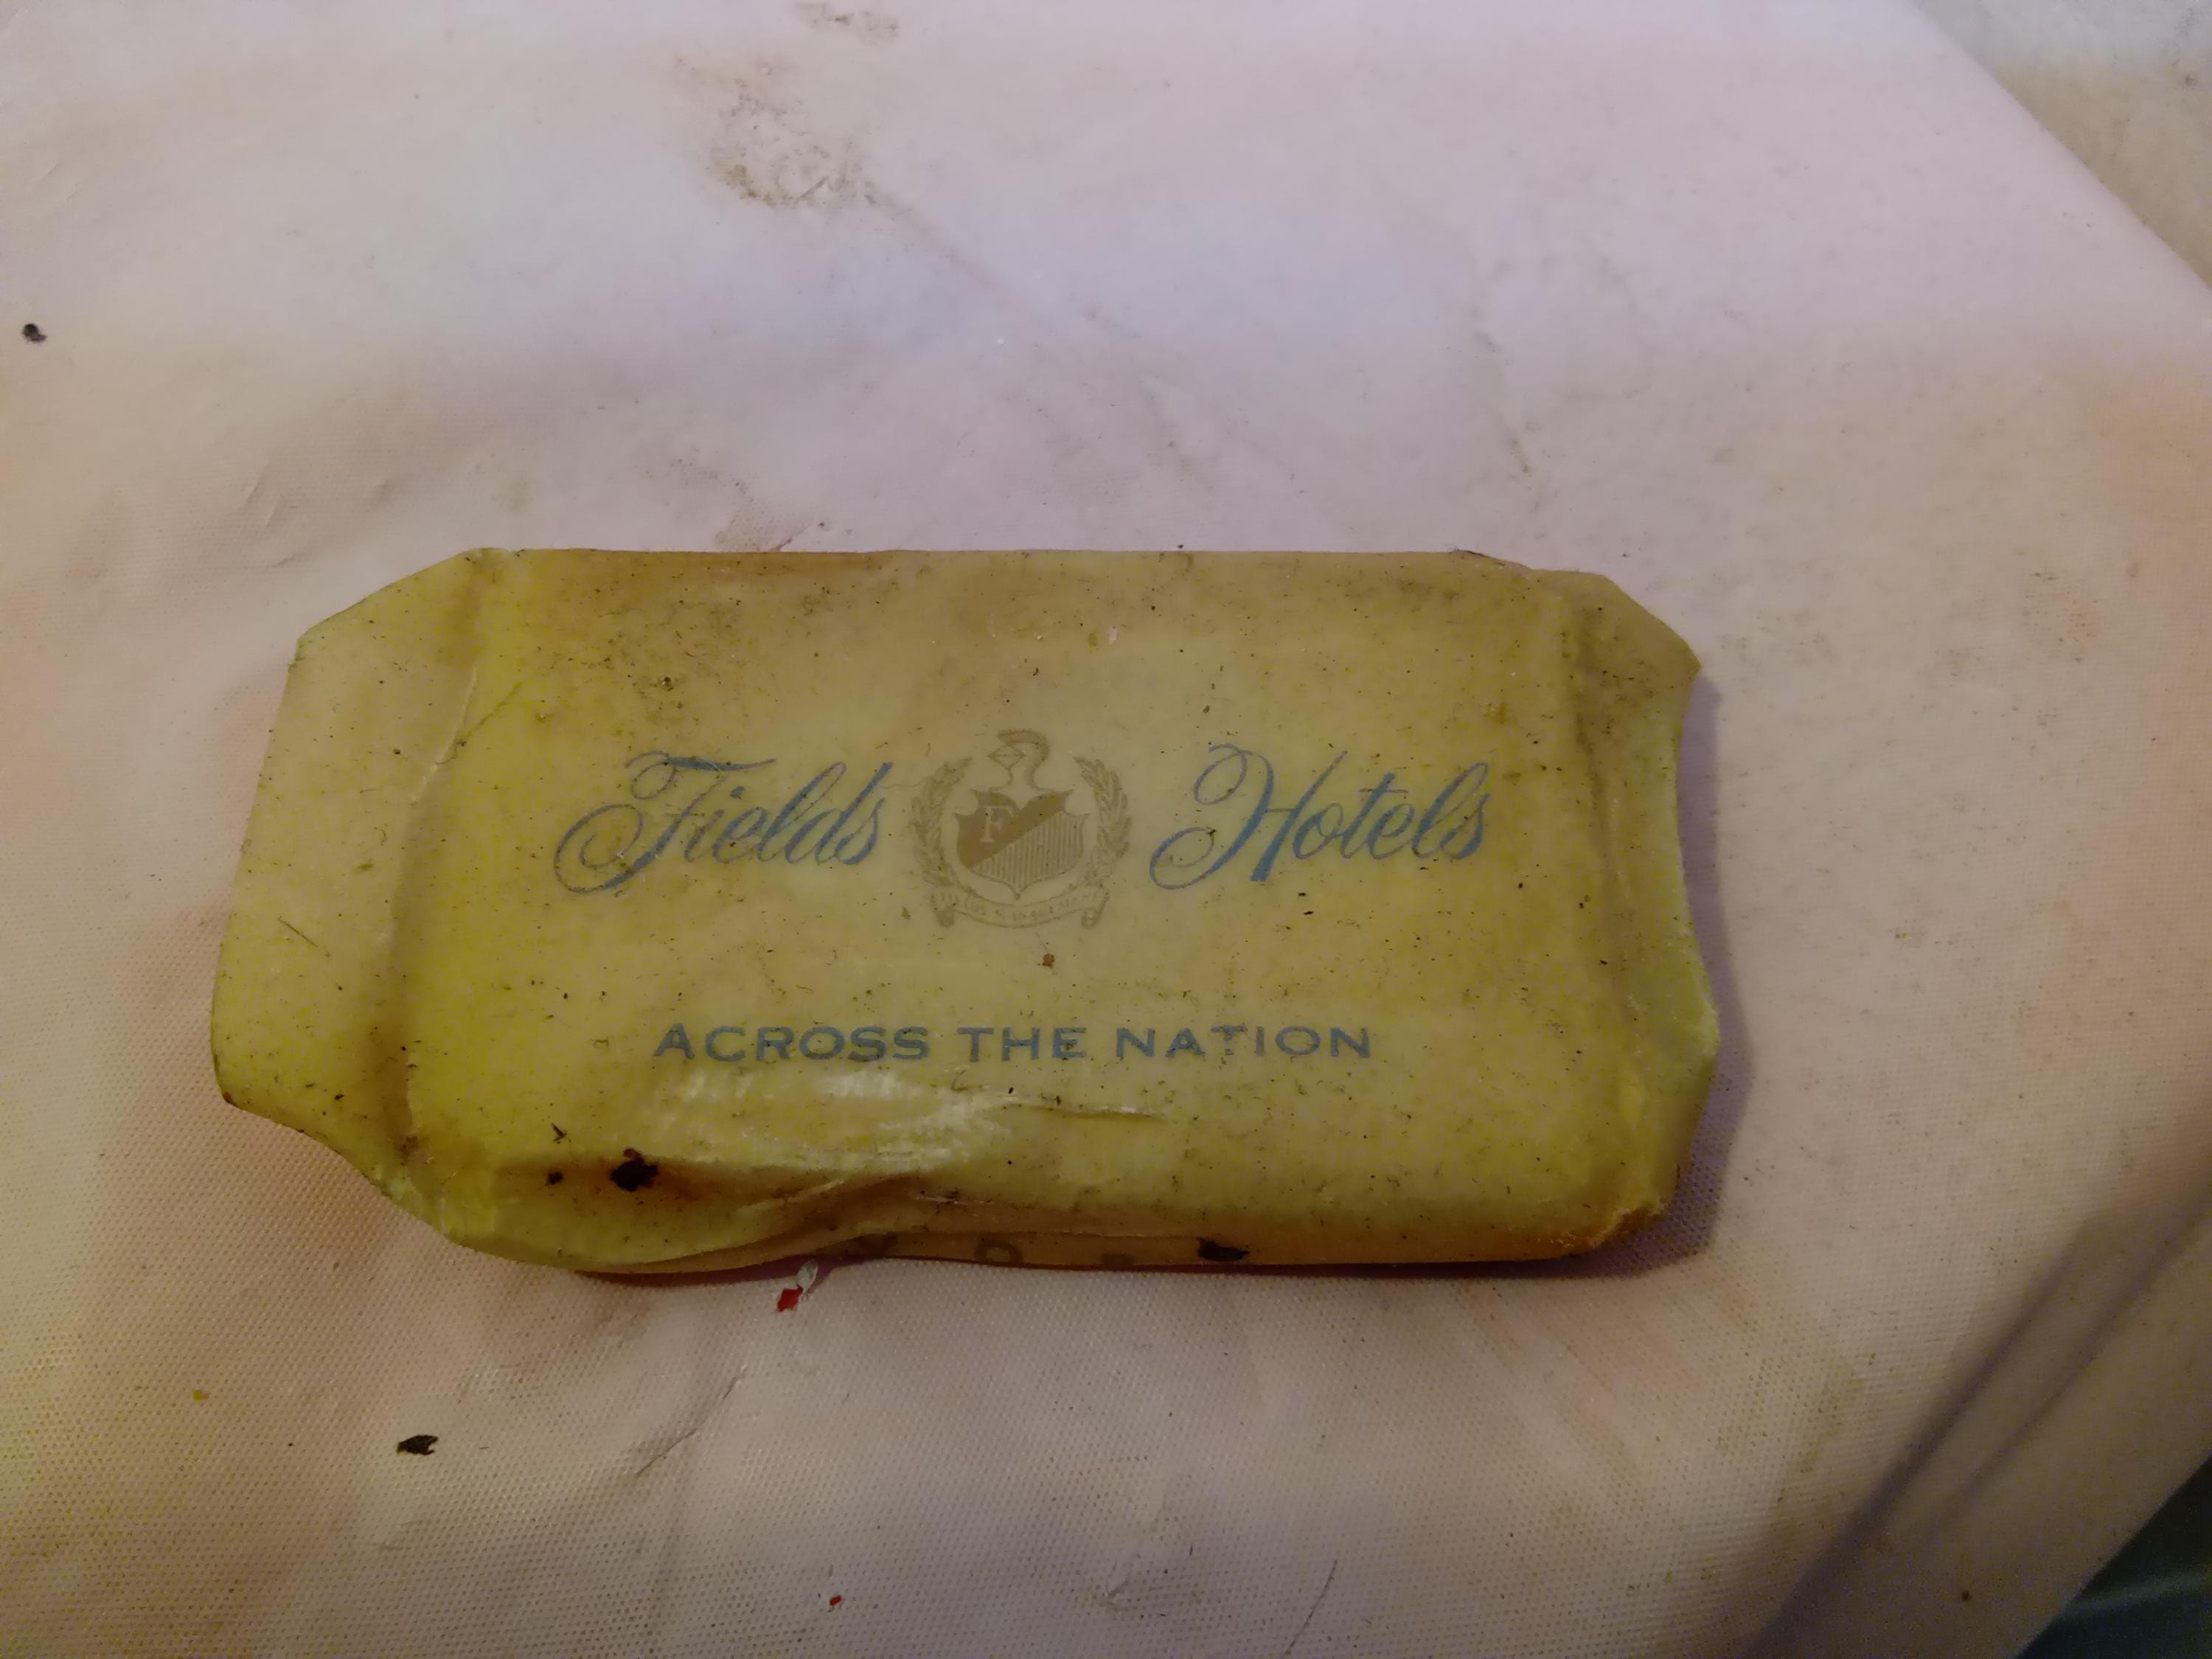 Fields F Hotels
ACROSS THE NATION